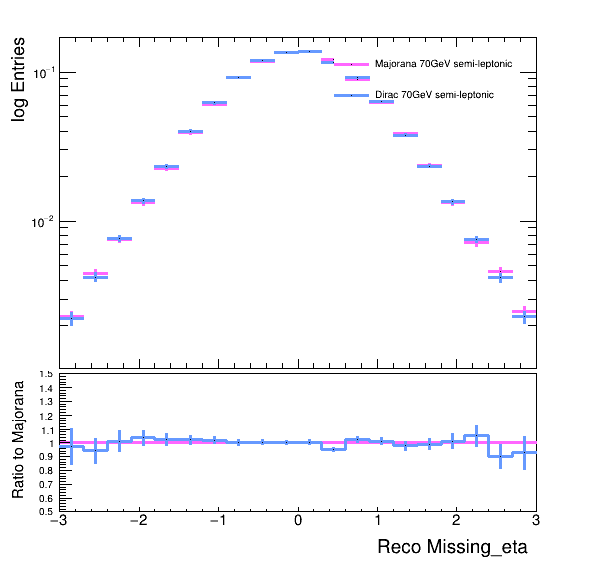 log Entries
10⁻¹
Majorana 70GeV semi-leptonic
Dirac 70GeV semi-leptonic
10⁻²
Ratio to Majorana
1.5
1.4
1.3
1.2
1.1
1
0.9
0.8
0.7
0.6
0.5
−3 −2 −1 0 1 2 3
Reco Missing_eta